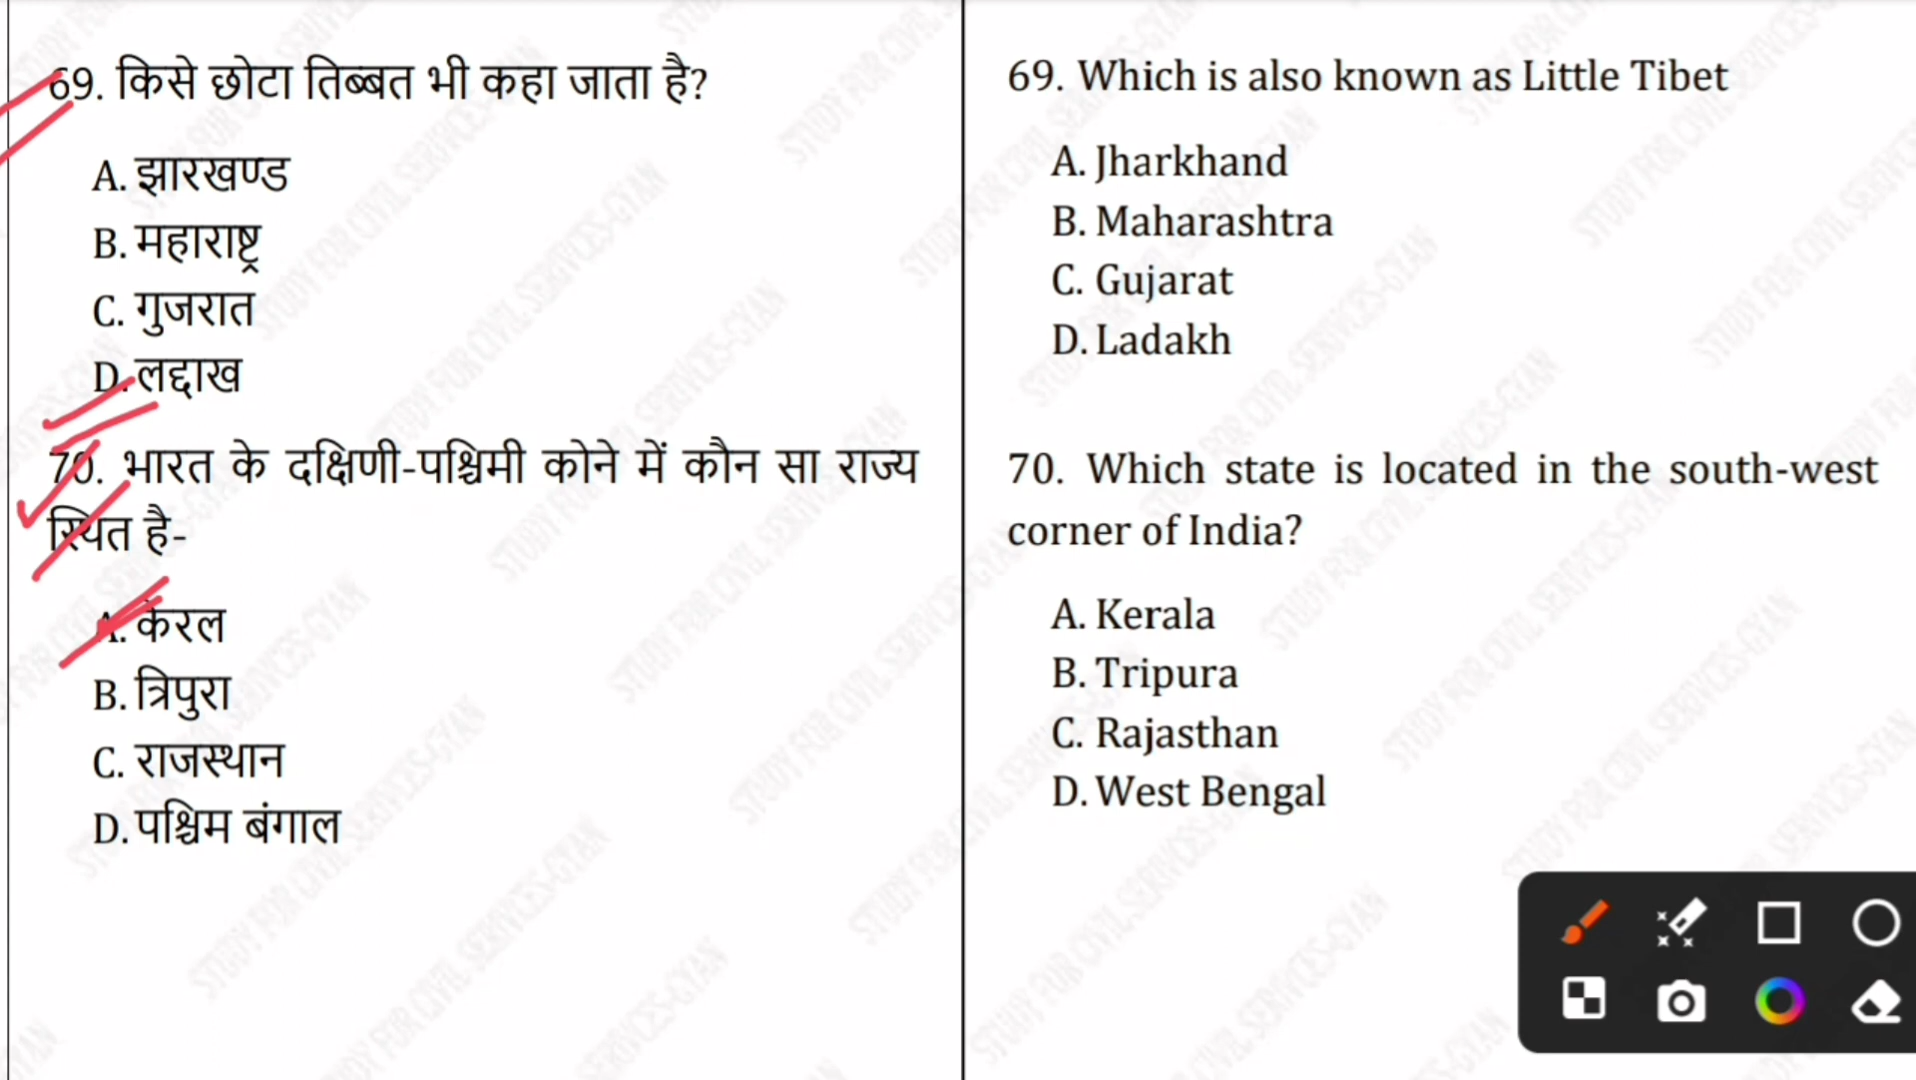 69. किसे छोटा तिब्बत भी कहा जाता है?
A. झारखण्ड
B. महाराष्ट्र
C. गुजरात
D. लद्दाख
70. भारत के दक्षिणी-पश्चिमी कोने में कौन सा राज्य
स्थित है-
A. केरल
B. त्रिपुरा
C. राजस्थान
D. पश्चिम बंगाल
69. Which is also known as Little Tibet
A. Jharkhand
B. Maharashtra
C. Gujarat
D. Ladakh
70. Which state is located in the south-west
corner of India?
A. Kerala
B. Tripura
C. Rajasthan
D. West Bengal